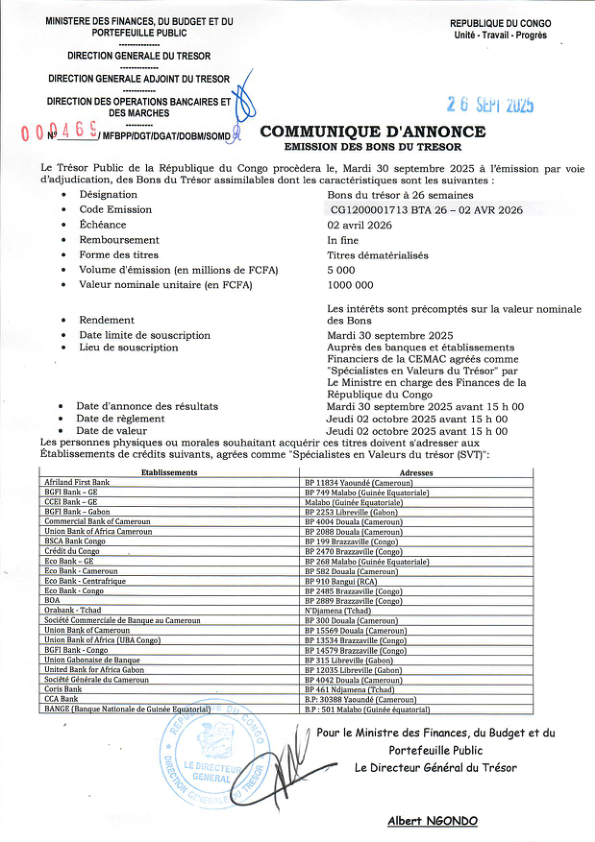 MINISTERE DES FINANCES, DU BUDGET ET DU
PORTEFEUILLE PUBLIC
--------------
DIRECTION GENERALE DU TRESOR
-------------
DIRECTION GENERALE ADJOINT DU TRESOR
-------------
DIRECTION DES OPERATIONS BANCAIRES ET
DES MARCHES
----------
000469 N°________/ MFBPP/DGT/DGAT/DOBM/SOMD
REPUBLIQUE DU CONGO
Unité - Travail - Progrès
26 SEPT 2025
COMMUNIQUE D'ANNONCE
EMISSION DES BONS DU TRESOR
Le Trésor Public de la République du Congo procèdera le, Mardi 30 septembre 2025 à l'émission par voie
d'adjudication, des Bons du Trésor assimilables dont les caractéristiques sont les suivantes :
• Désignation Bons du trésor à 26 semaines
• Code Emission CG1200001713 BTA 26 – 02 AVR 2026
• Échéance 02 avril 2026
• Remboursement In fine
• Forme des titres Titres dématérialisés
• Volume d'émission (en millions de FCFA) 5 000
• Valeur nominale unitaire (en FCFA) 1000 000
Les intérêts sont précomptés sur la valeur nominale
• Rendement des Bons
• Date limite de souscription Mardi 30 septembre 2025
• Lieu de souscription Auprès des banques et établissements
Financiers de la CEMAC agréés comme
"Spécialistes en Valeurs du Trésor" par
Le Ministre en charge des Finances de la
République du Congo
• Date d'annonce des résultats Mardi 30 septembre 2025 avant 15 h 00
• Date de règlement Jeudi 02 octobre 2025 avant 15 h 00
• Date de valeur Jeudi 02 octobre 2025 avant 15 h 00
Les personnes physiques ou morales souhaitant acquérir ces titres doivent s'adresser aux
Établissements de crédits suivants, agrées comme "Spécialistes en Valeurs du trésor (SVT)":
Etablissements Adresses
Afriland First Bank BP 11834 Yaoundé (Cameroun)
BGFI Bank – GE BP 749 Malabo (Guinée Equatoriale)
CCEI Bank – GE Malabo (Guinée Equatoriale)
BGFI Bank – Gabon BP 2253 Libreville (Gabon)
Commercial Bank of Cameroun BP 4004 Douala (Cameroun)
Union Bank of Africa Cameroun BP 2088 Douala (Cameroun)
BSCA Bank Congo BP 199 Brazzaville (Congo)
Crédit du Congo BP 2470 Brazzaville (Congo)
Eco Bank – GE BP 268 Malabo (Guinée Equatoriale)
Eco Bank - Cameroun BP 582 Douala (Cameroun)
Eco Bank - Centrafrique BP 910 Bangui (RCA)
Eco Bank - Congo BP 2485 Brazzaville (Congo)
BOA BP 2889 Brazzaville (Congo)
Orabank - Tchad N'Djamena (Tchad)
Société Commerciale de Banque au Cameroun BP 300 Douala (Cameroun)
Union Bank of Cameroun BP 15569 Douala (Cameroun)
Union Bank of Africa (UBA Congo) BP 13534 Brazzaville (Congo)
BGFI Bank - Congo BP 14579 Brazzaville (Congo)
Union Gabonaise de Banque BP 315 Libreville (Gabon)
United Bank for Africa Gabon BP 12035 Libreville (Gabon)
Société Générale du Cameroun BP 4042 Douala (Cameroun)
Coris Bank BP 461 Ndjamena (Tchad)
CCA Bank B.P: 30388 Yaoundé (Cameroun)
BANGE (Banque Nationale de Guinée Equatorial) B.P : 501 Malabo (Guinée équatorial)
REPUBLIQUE DU CONGO
LE DIRECTEUR
GENERAL
DIRECTION GENERALE DU TRESOR
Pour le Ministre des Finances, du Budget et du
Portefeuille Public
Le Directeur Général du Trésor
Albert NGONDO